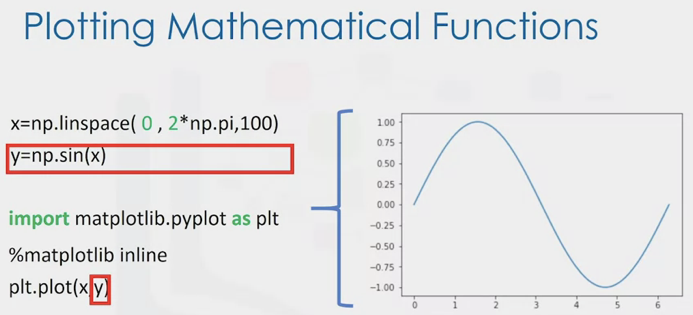 Plotting Mathematical Functions
x=np.linspace( 0 , 2*np.pi,100)
y=np.sin(x)
import matplotlib.pyplot as plt
%matplotlib inline
plt.plot(x,y)
1.00
0.75
0.50
0.25
0.00
−0.25
−0.50
−0.75
−1.00
0 1 2 3 4 5 6